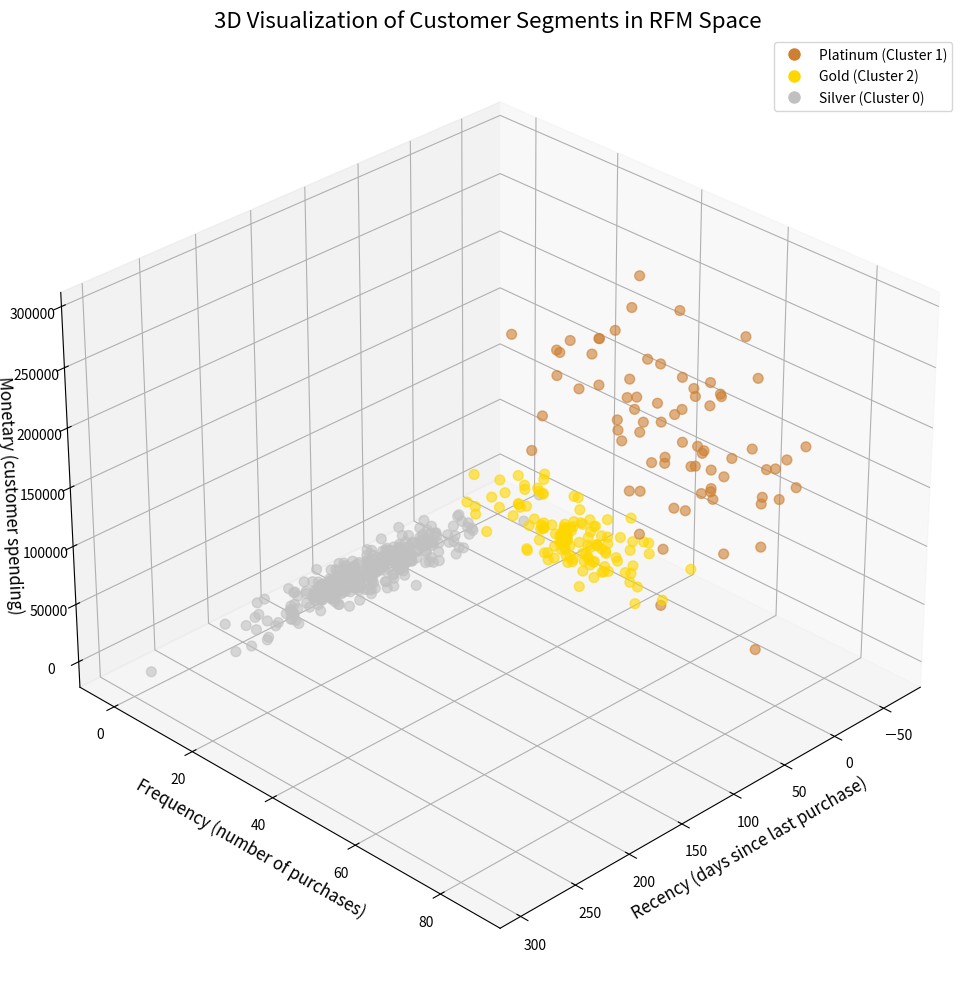 3D Visualization of Customer Segments in RFM Space
Platinum (Cluster 1)
Gold (Cluster 2)
Silver (Cluster 0)
300000
250000
200000
150000
100000
50000
0
Monetary (customer spending)
0
20
40
60
80
Frequency (number of purchases)
−50
0
50
100
150
200
250
300
Recency (days since last purchase)